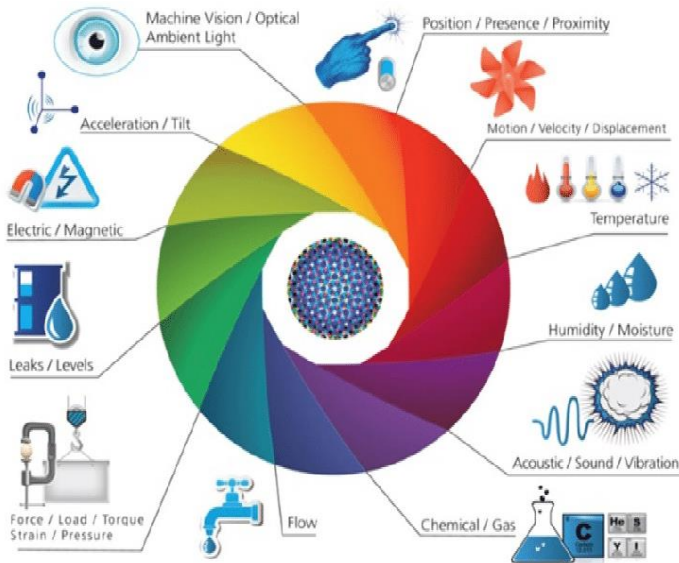 Machine Vision / Optical
Ambient Light
Position / Presence / Proximity
Acceleration / Tilt
Motion / Velocity / Displacement
Electric / Magnetic
Temperature
Leaks / Levels
Humidity / Moisture
Acoustic / Sound / Vibration
Force / Load / Torque
Strain / Pressure
Flow
Chemical / Gas
C
He S
Y I